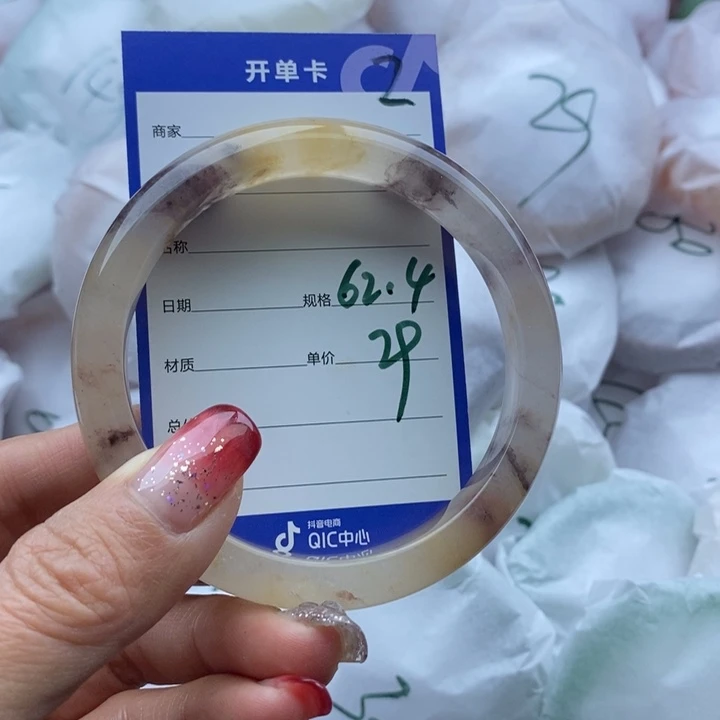 开单卡 2
商家
名称
日期 规格 62.4
材质 单价 29
抖音电商
QIC中心
29